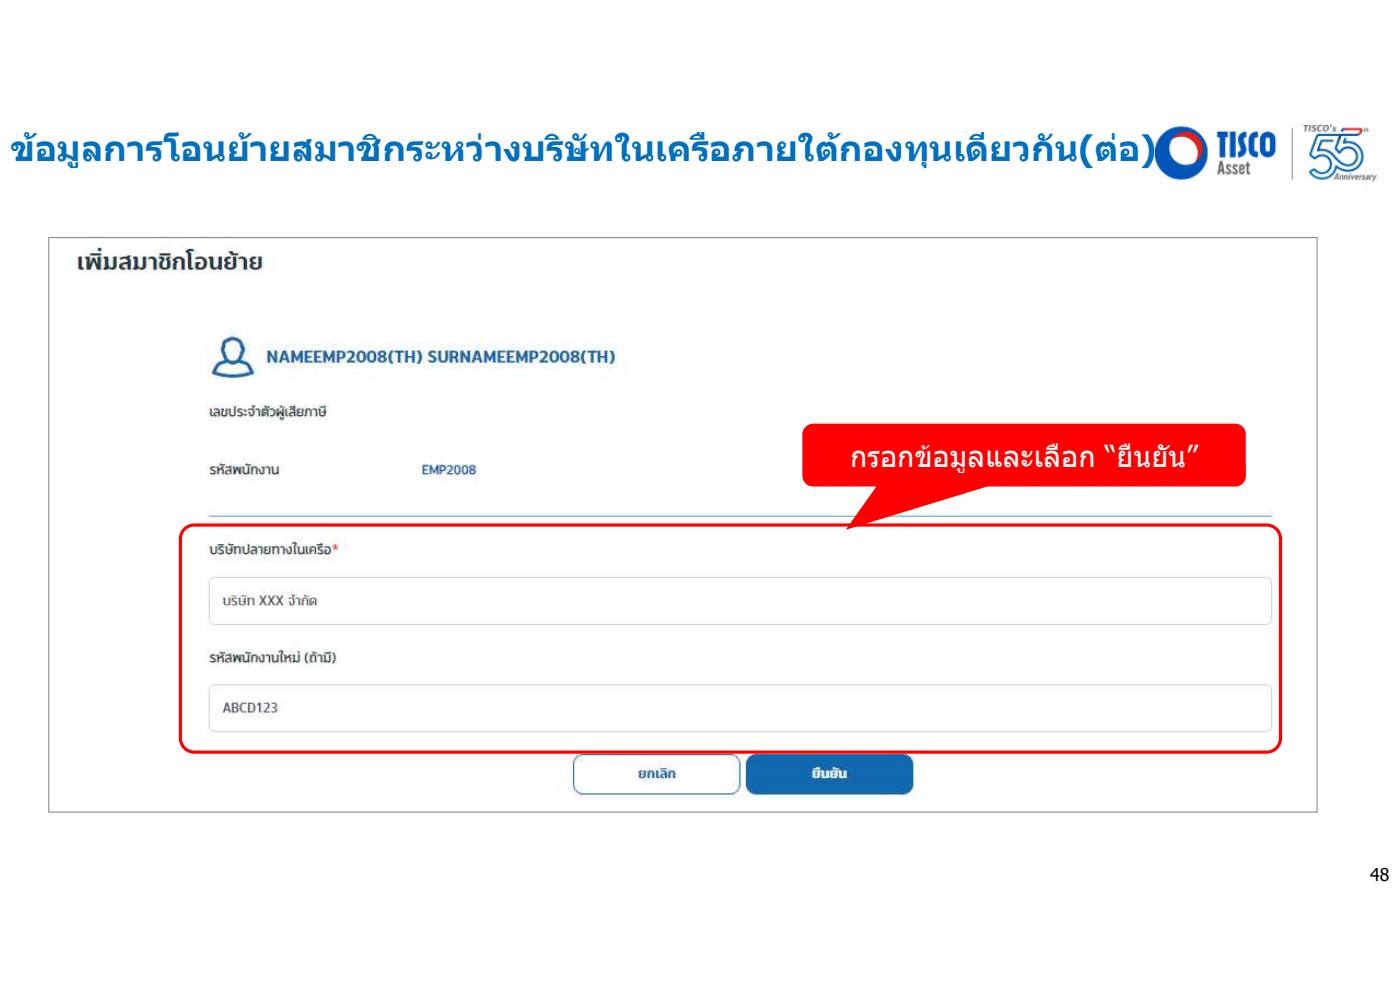 ข้อมูลการโอนย้ายสมาชิกระหว่างบริษัทในเครือภายใต้กองทุนเดียวกัน(ต่อ)
TISCO
Asset
TISCO's
55th
Anniversary
เพิ่มสมาชิกโอนย้าย
NAMEEMP2008(TH) SURNAMEEMP2008(TH)
เลขประจำตัวผู้เสียภาษี
กรอกข้อมูลและเลือก “ยืนยัน”
รหัสพนักงาน EMP2008
บริษัทปลายทางในเครือ*
บริษัท XXX จำกัด
รหัสพนักงานใหม่ (ถ้ามี)
ABCD123
ยกเลิก ยืนยัน
48